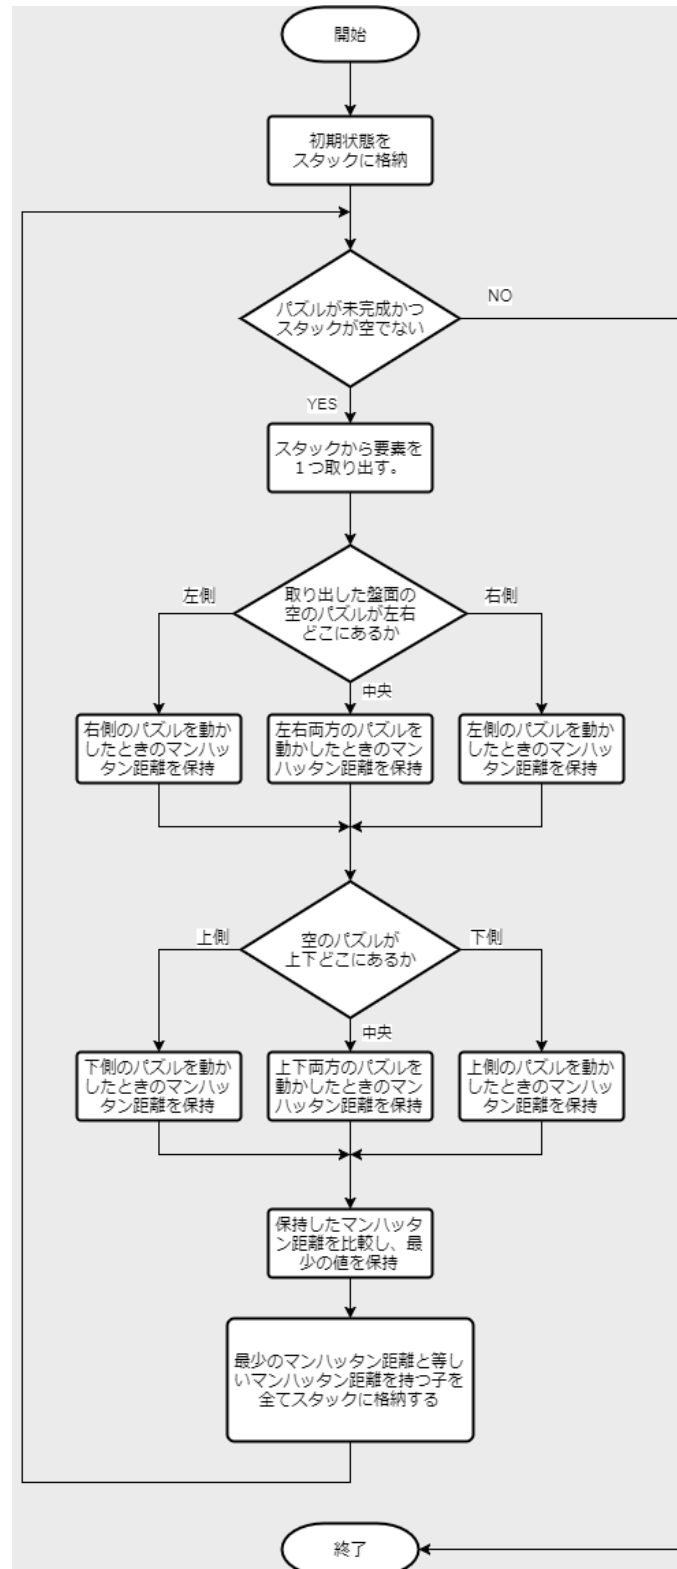 開始
初期状態を
スタックに格納
パズルが未完成かつ
スタックが空でない
NO
YES
スタックから要素を
１つ取り出す。
取り出した盤面の
空のパズルが左右
どこにあるか
左側
右側
中央
右側のパズルを動か
したときのマンハッ
タン距離を保持
左右両方のパズルを
動かしたときのマン
ハッタン距離を保持
左側のパズルを動か
したときのマンハッ
タン距離を保持
空のパズルが
上下どこにあるか
上側
下側
中央
下側のパズルを動か
したときのマンハッ
タン距離を保持
上下両方のパズルを
動かしたときのマン
ハッタン距離を保持
上側のパズルを動か
したときのマンハッ
タン距離を保持
保持したマンハッタ
ン距離を比較し、最
少の値を保持
最少のマンハッタン距離と等し
いマンハッタン距離を持つ子を
全てスタックに格納する
終了